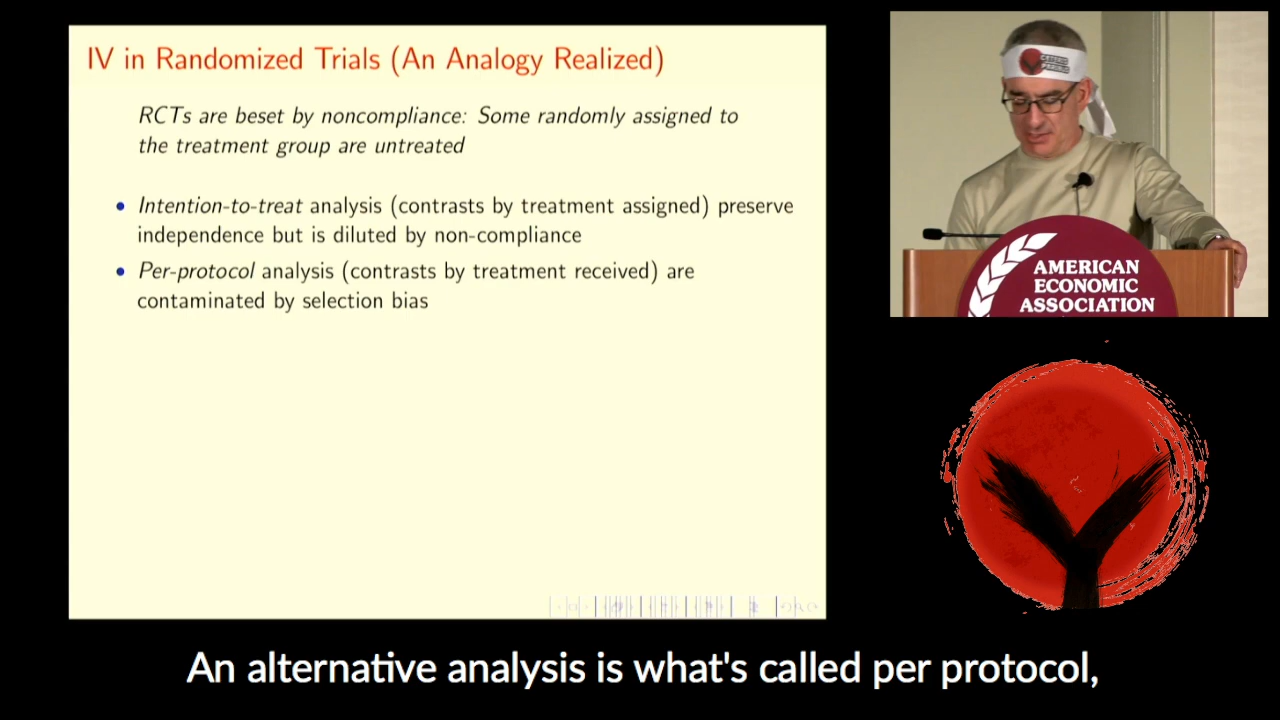 IV in Randomized Trials (An Analogy Realized)
RCTs are beset by noncompliance: Some randomly assigned to
the treatment group are untreated
• Intention-to-treat analysis (contrasts by treatment assigned) preserve
independence but is diluted by non-compliance
• Per-protocol analysis (contrasts by treatment received) are
contaminated by selection bias
AMERICAN
ECONOMIC
ASSOCIATION
An alternative analysis is what's called per protocol,